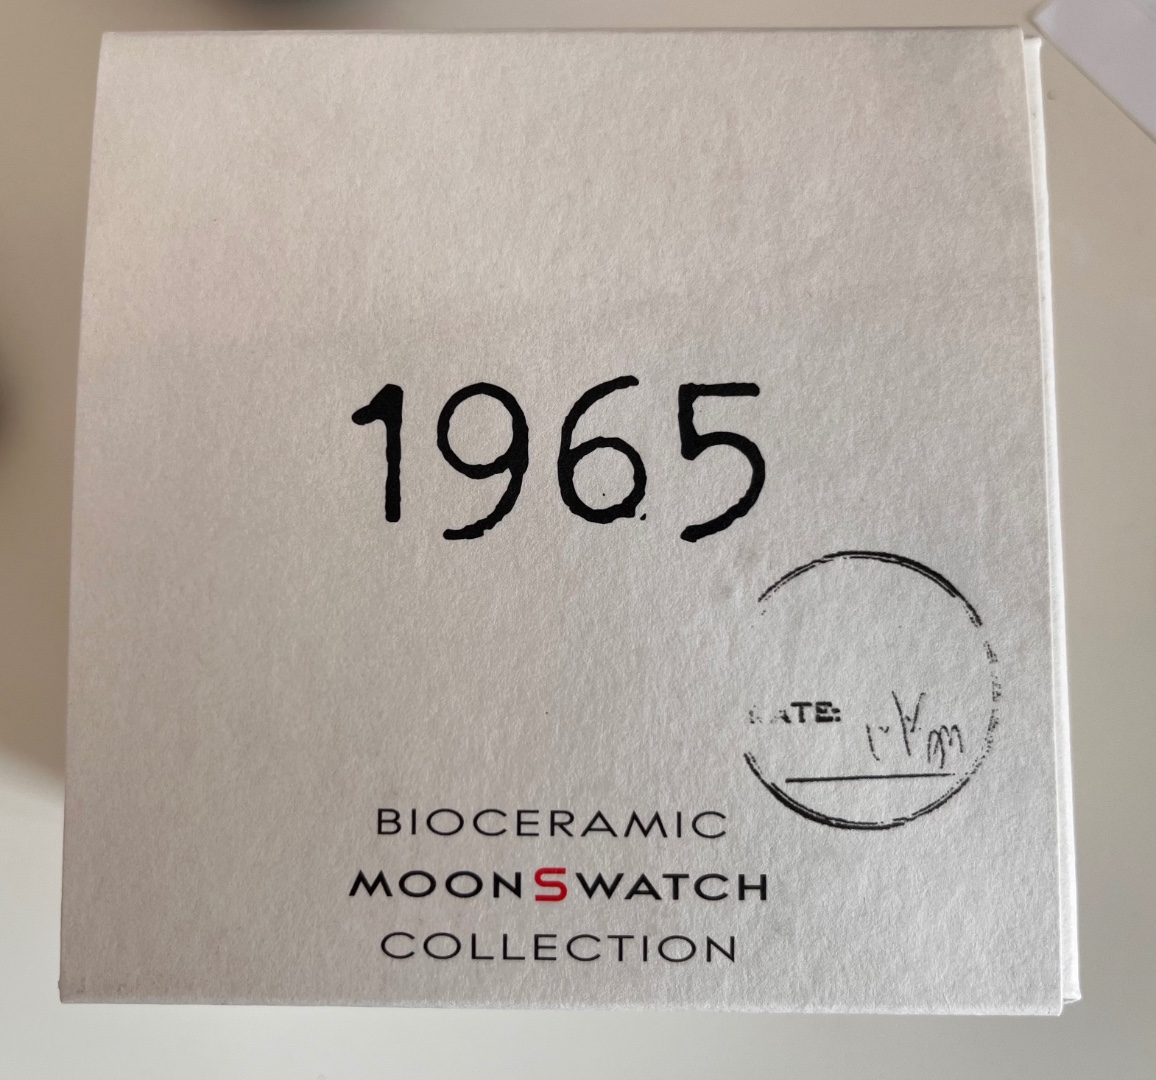 1965
BIOCERAMIC
MOONSWATCH
COLLECTION